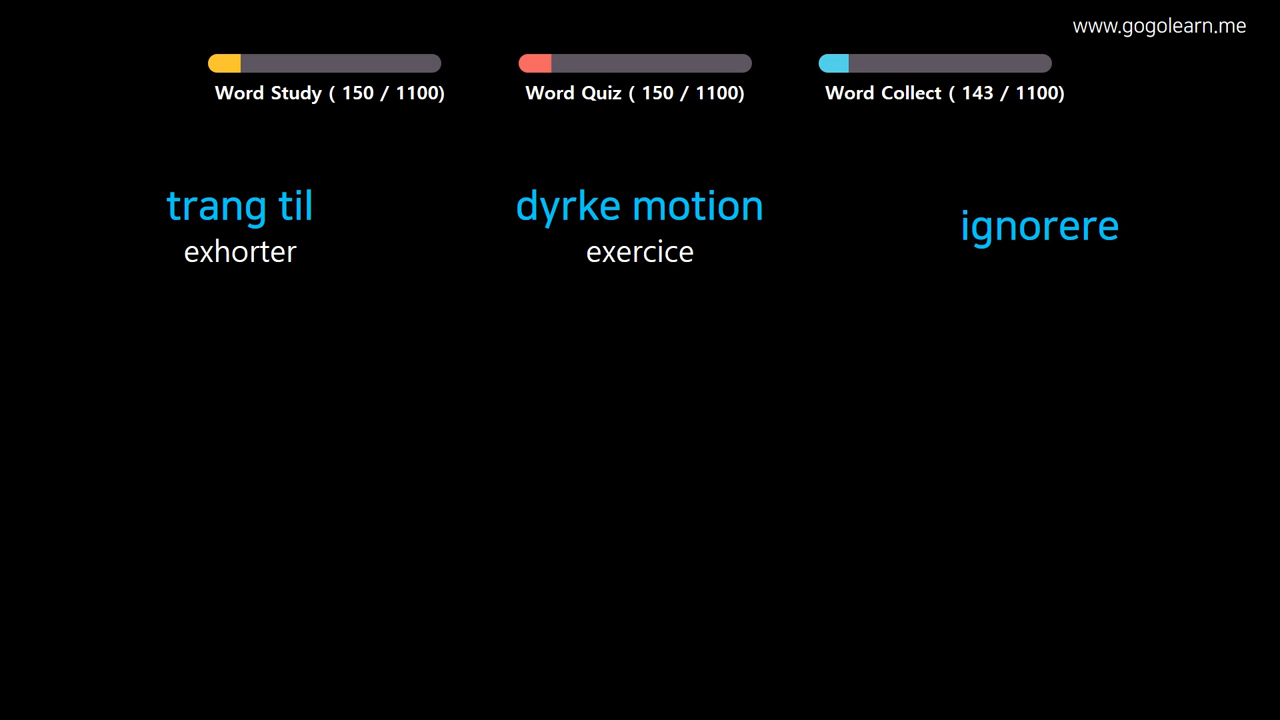 www.gogolearn.me
Word Study ( 150 / 1100)
Word Quiz ( 150 / 1100)
Word Collect ( 143 / 1100)
trang til
exhorter
dyrke motion
exercice
ignorere